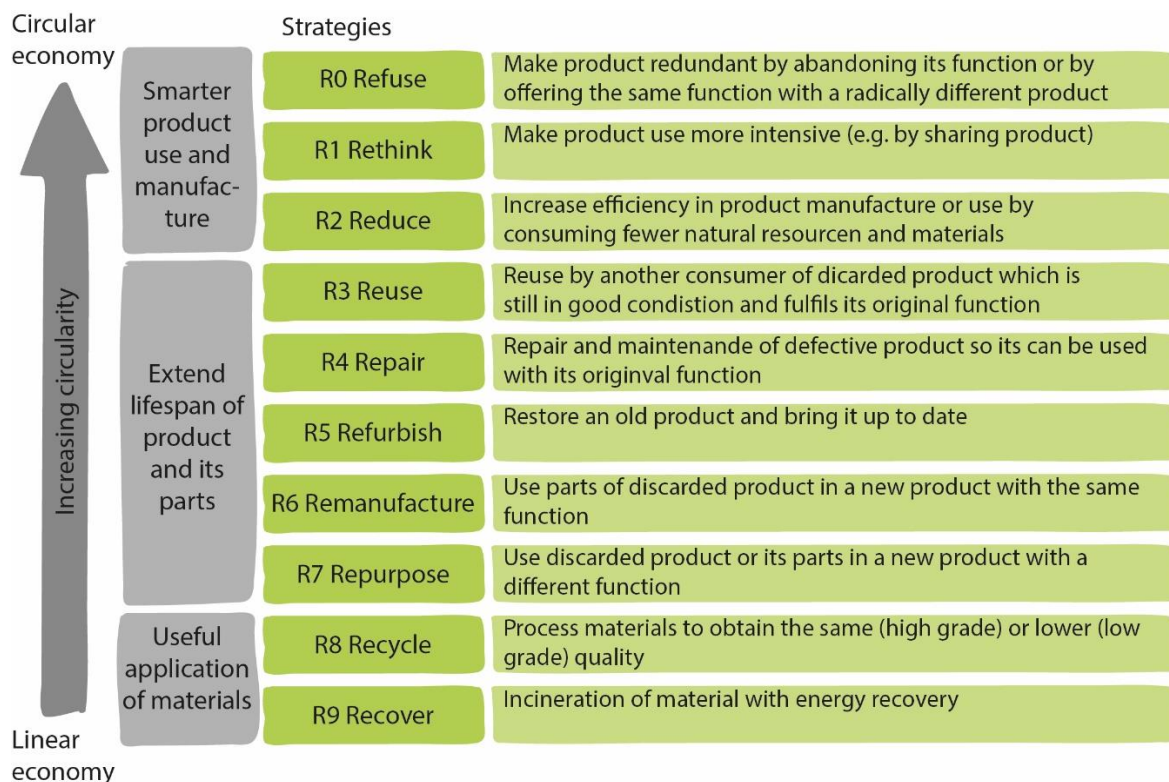 Circular
economy
Strategies
Increasing circularity
Smarter
product
use and
manufac-
ture
R0 Refuse
Make product redundant by abandoning its function or by
offering the same function with a radically different product
R1 Rethink
Make product use more intensive (e.g. by sharing product)
R2 Reduce
Increase efficiency in product manufacture or use by
consuming fewer natural resourcen and materials
Extend
lifespan of
product
and its
parts
R3 Reuse
Reuse by another consumer of dicarded product which is
still in good condistion and fulfils its original function
R4 Repair
Repair and maintenande of defective product so its can be used
with its originval function
R5 Refurbish
Restore an old product and bring it up to date
R6 Remanufacture
Use parts of discarded product in a new product with the same
function
R7 Repurpose
Use discarded product or its parts in a new product with a
different function
Useful
application
of materials
R8 Recycle
Process materials to obtain the same (high grade) or lower (low
grade) quality
R9 Recover
Incineration of material with energy recovery
Linear
economy